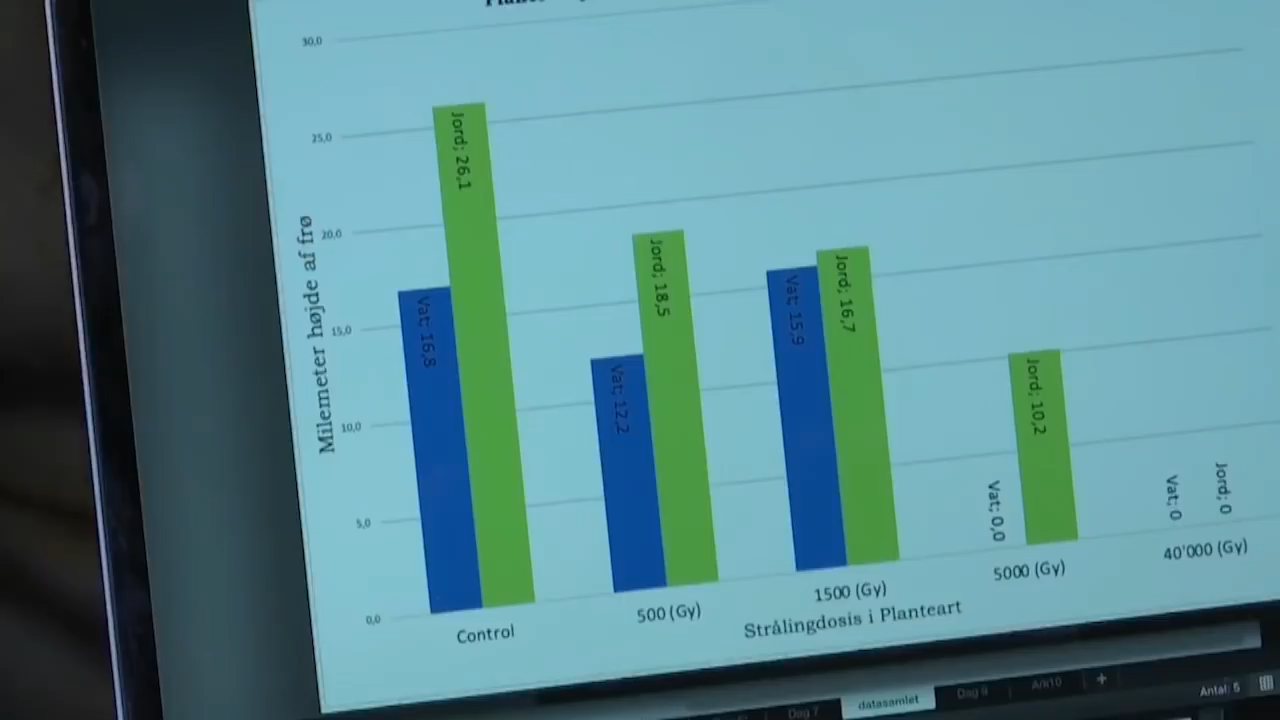 30,0
25,0
20,0
15,0
10,0
5,0
0,0
Milemeter højde af frø
Vat; 16,8
Jord; 26,1
Vat; 12,2
Jord; 18,5
Vat; 15,9
Jord; 16,7
Vat; 0,0
Jord; 10,2
Vat; 0
Jord; 0
Control
500 (Gy)
1500 (Gy)
5000 (Gy)
40'000 (Gy)
Strålingdosis i Planteart
Dag 7
datasamlet
Dag 9
Ark10
+
Antal: 5